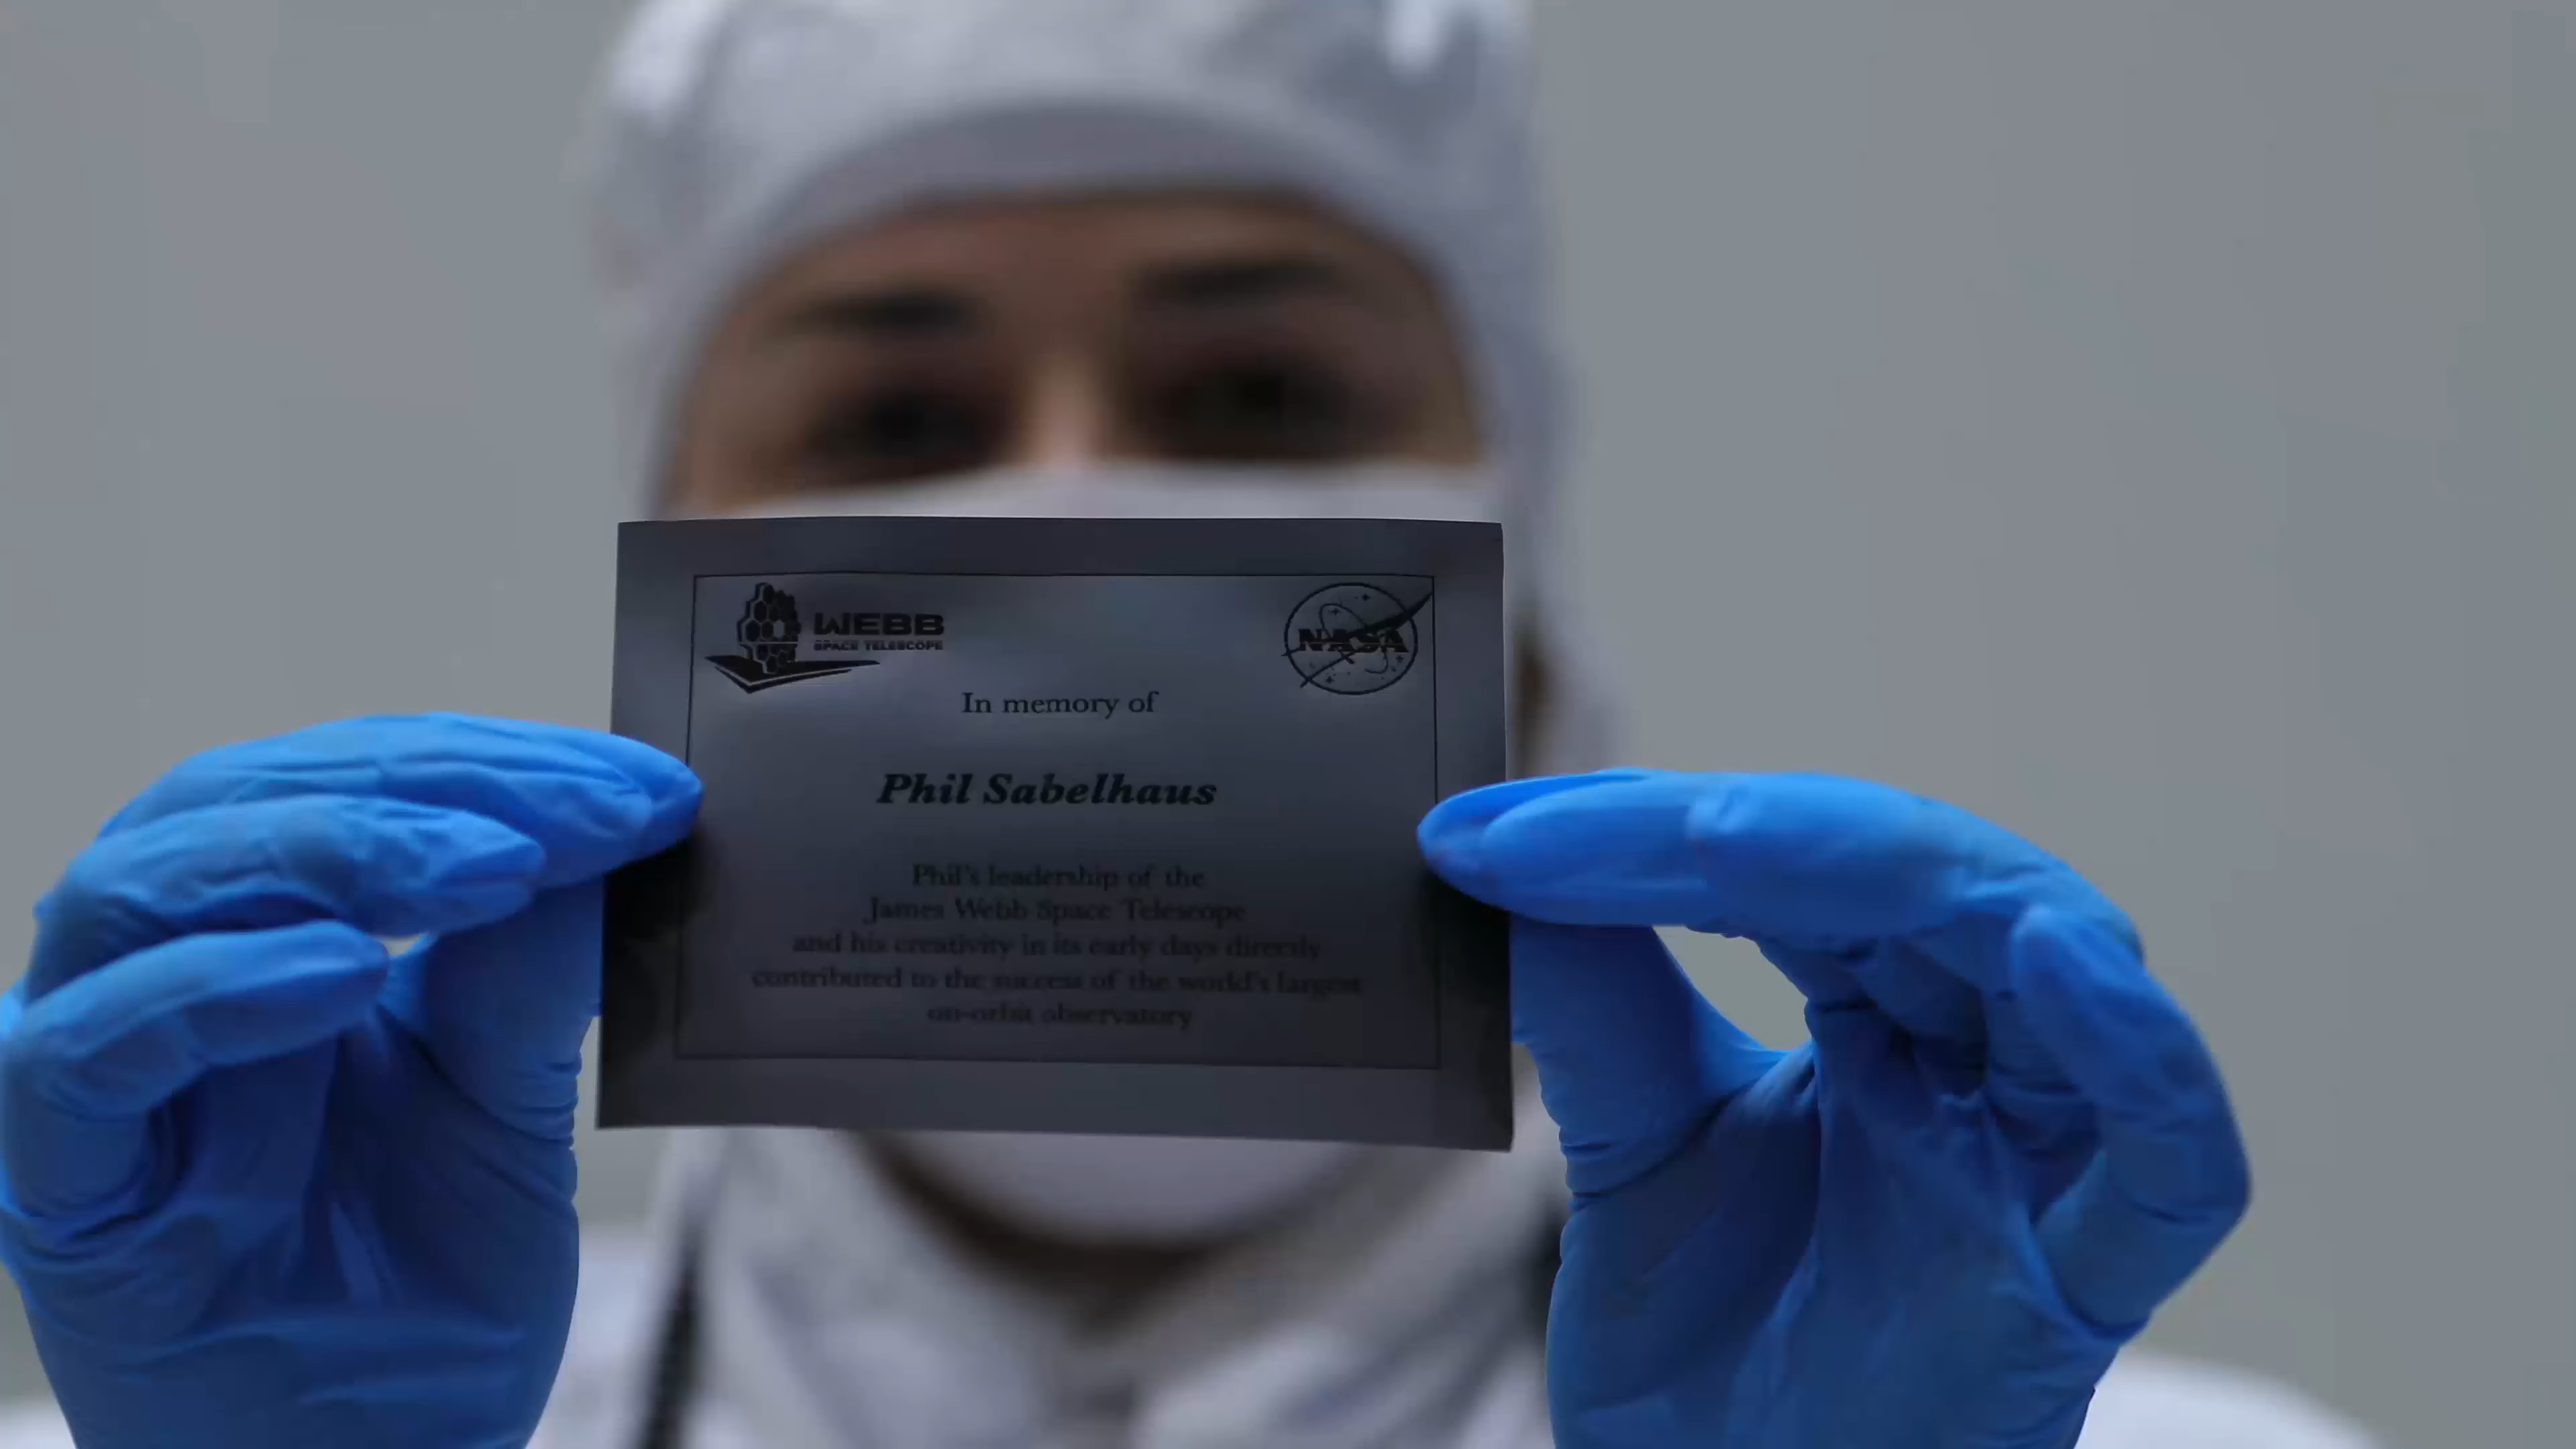 WEBB
SPACE TELESCOPE
NASA
In memory of
Phil Sabelhaus
Phil's leadership of the
James Webb Space Telescope
and his creativity in its early days directly
contributed to the success of the world's largest
on-orbit observatory